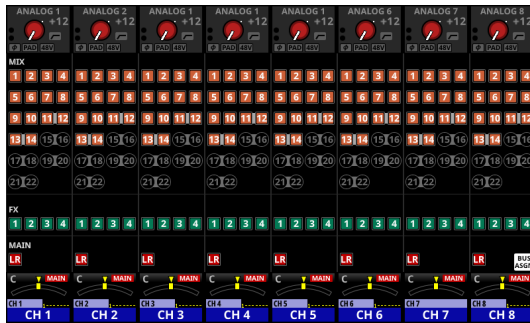 ANALOG 1 ANALOG 2 ANALOG 1 ANALOG 1 ANALOG 1 ANALOG 6 ANALOG 7 ANALOG 8
+12 +12 +12 +12 +12 +12 +12 +12
Φ PAD 48V Φ PAD 48V Φ PAD 48V Φ PAD 48V Φ PAD 48V Φ PAD 48V Φ PAD 48V Φ PAD 48V
MIX
1 2 3 4 1 2 3 4 1 2 3 4 1 2 3 4 1 2 3 4 1 2 3 4 1 2 3 4 1 2 3 4
5 6 7 8 5 6 7 8 5 6 7 8 5 6 7 8 5 6 7 8 5 6 7 8 5 6 7 8 5 6 7 8
9 10 11 12 9 10 11 12 9 10 11 12 9 10 11 12 9 10 11 12 9 10 11 12 9 10 11 12 9 10 11 12
13 14 15 16 13 14 15 16 13 14 15 16 13 14 15 16 13 14 15 16 13 14 15 16 13 14 15 16 13 14 15 16
17 18 19 20 17 18 19 20 17 18 19 20 17 18 19 20 17 18 19 20 17 18 19 20 17 18 19 20 17 18 19 20
21 22 21 22 21 22 21 22 21 22 21 22 21 22 21 22
FX
1 2 3 4 1 2 3 4 1 2 3 4 1 2 3 4 1 2 3 4 1 2 3 4 1 2 3 4 1 2 3 4
MAIN
LR LR LR LR LR LR LR LR BUS
ASGN
C MAIN C MAIN C MAIN C MAIN C MAIN C MAIN C MAIN C MAIN
CH 1 CH 2 CH 3 CH 4 CH 5 CH 6 CH 7 CH 8
CH 1 CH 2 CH 3 CH 4 CH 5 CH 6 CH 7 CH 8